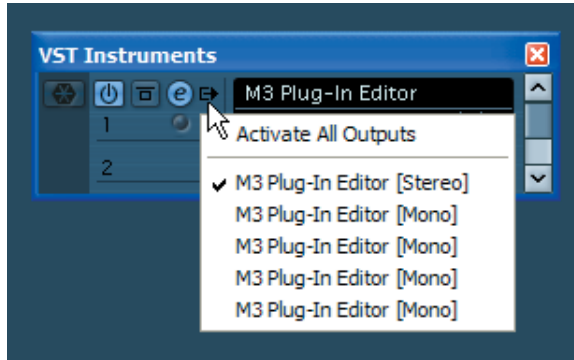 VST Instruments
e M3 Plug-In Editor
1
Activate All Outputs
2
M3 Plug-In Editor [Stereo]
M3 Plug-In Editor [Mono]
M3 Plug-In Editor [Mono]
M3 Plug-In Editor [Mono]
M3 Plug-In Editor [Mono]